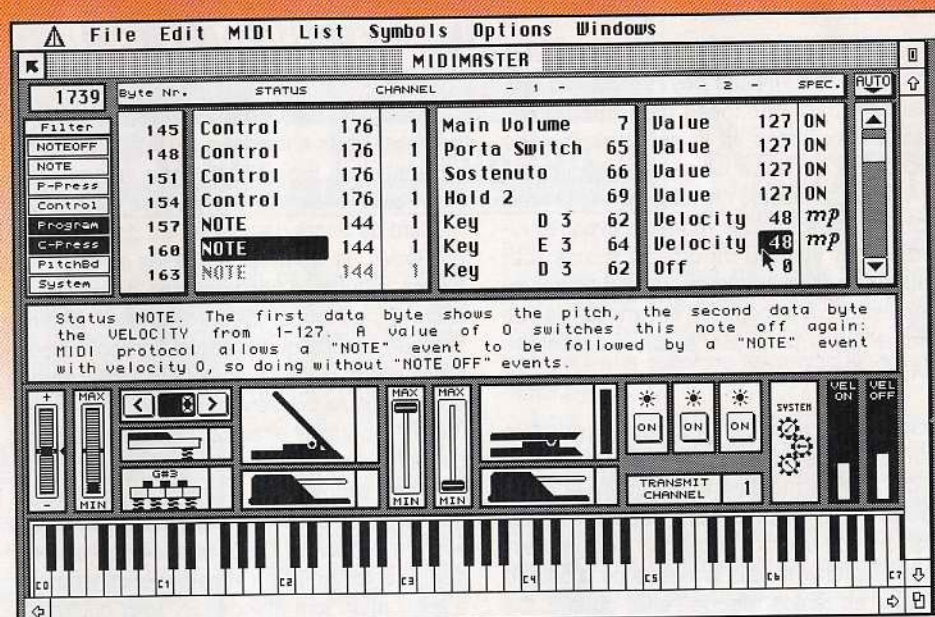 File Edit MIDI List Symbols Options Windows
MIDIMASTER
1739 Byte Nr. STATUS CHANNEL - 1 - - 2 - SPEC. AUTO
Filter
NOTEOFF
NOTE
P-Press
Control
Program
C-Press
PitchBd
System
145 Control 176 1 Main Volume 7 Value 127 ON
148 Control 176 1 Porta Switch 65 Value 127 ON
151 Control 176 1 Sostenuto 66 Value 127 ON
154 Control 176 1 Hold 2 69 Value 127 ON
157 NOTE 144 1 Key D 3 62 Velocity 48 mp
160 NOTE 144 1 Key E 3 64 Velocity 48 mp
163 NOTE 144 1 Key D 3 62 Off 0
Status NOTE. The first data byte shows the pitch, the second data byte
the VELOCITY from 1-127. A value of 0 switches this note off again:
MIDI protocol allows a "NOTE" event to be followed by a "NOTE" event
with velocity 0, so doing without "NOTE OFF" events.
+ MAX < 0 > MAX MAX ON ON ON SYSTEM VEL ON VEL OFF
G#3
- MIN MIN MIN TRANSMIT CHANNEL 1
C0 C1 C2 C3 C4 C5 C6 C7